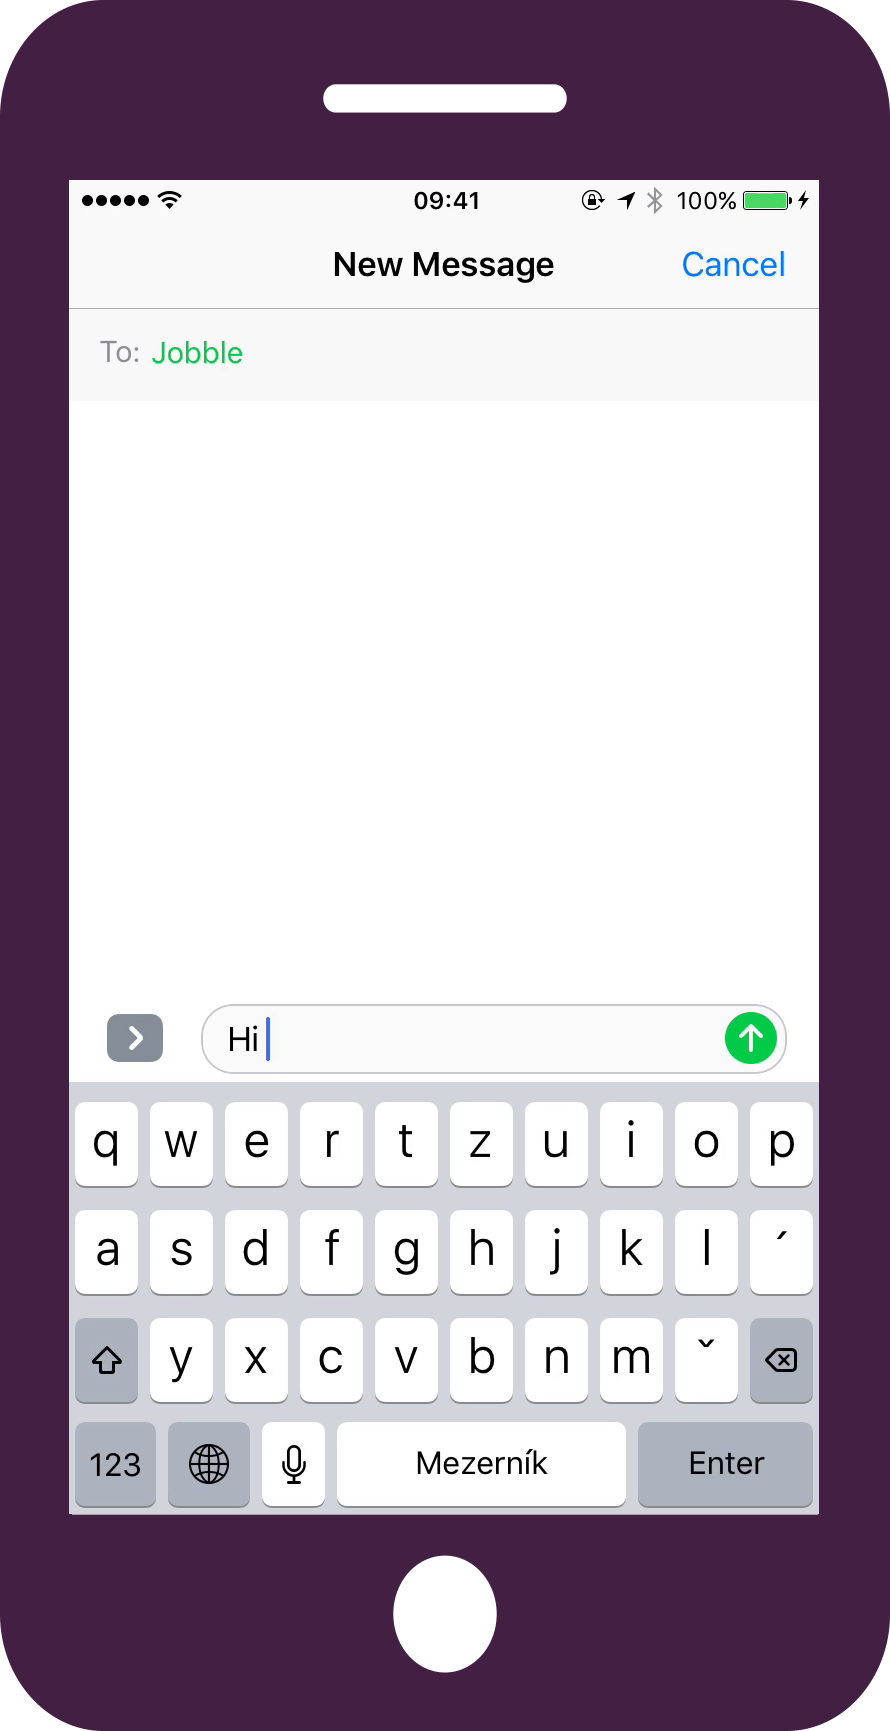 09:41 100%
New Message Cancel
To: Jobble
Hi
q w e r t z u i o p
a s d f g h j k l ´
y x c v b n m ˇ
123 Mezerník Enter